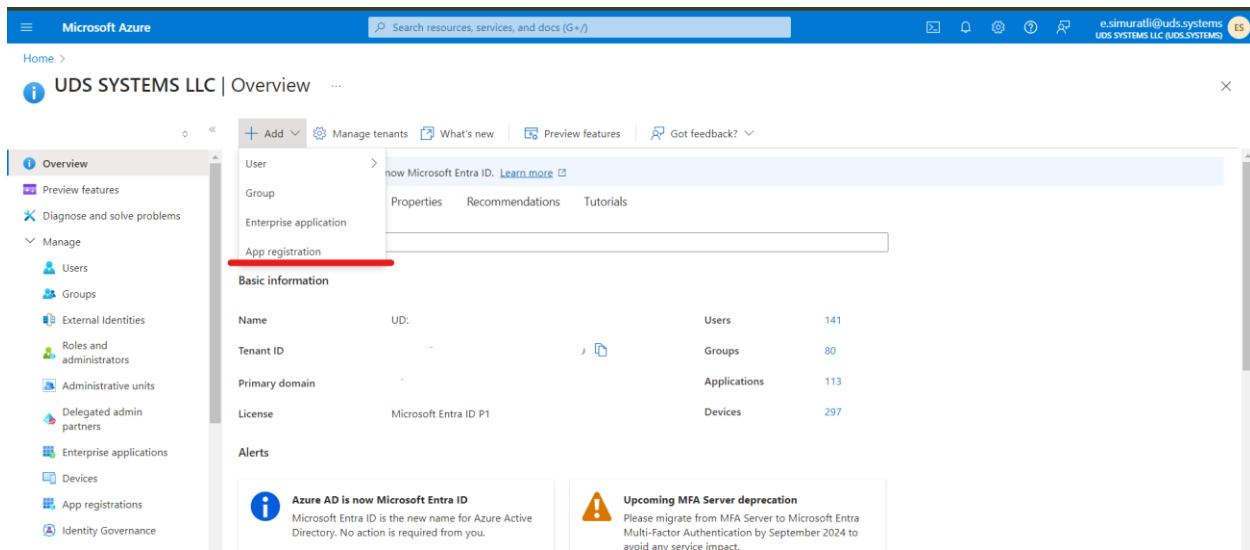 Microsoft Azure
Search resources, services, and docs (G+/)
e.simuratli@uds.systems
UDS SYSTEMS LLC (UDS.SYSTEMS)
ES
Home >
UDS SYSTEMS LLC | Overview ...
+ Add
Manage tenants
What's new
Preview features
Got feedback?
Overview
Preview features
Diagnose and solve problems
Manage
Users
Groups
External Identities
Roles and
administrators
Administrative units
Delegated admin
partners
Enterprise applications
Devices
App registrations
Identity Governance
User
Group
Enterprise application
App registration
now Microsoft Entra ID. Learn more
Properties
Recommendations
Tutorials
Basic information
Name UD:
Users 141
Tenant ID
Groups 80
Primary domain
Applications 113
License Microsoft Entra ID P1
Devices 297
Alerts
Azure AD is now Microsoft Entra ID
Microsoft Entra ID is the new name for Azure Active
Directory. No action is required from you.
Upcoming MFA Server deprecation
Please migrate from MFA Server to Microsoft Entra
Multi-Factor Authentication by September 2024 to
avoid any service impact.